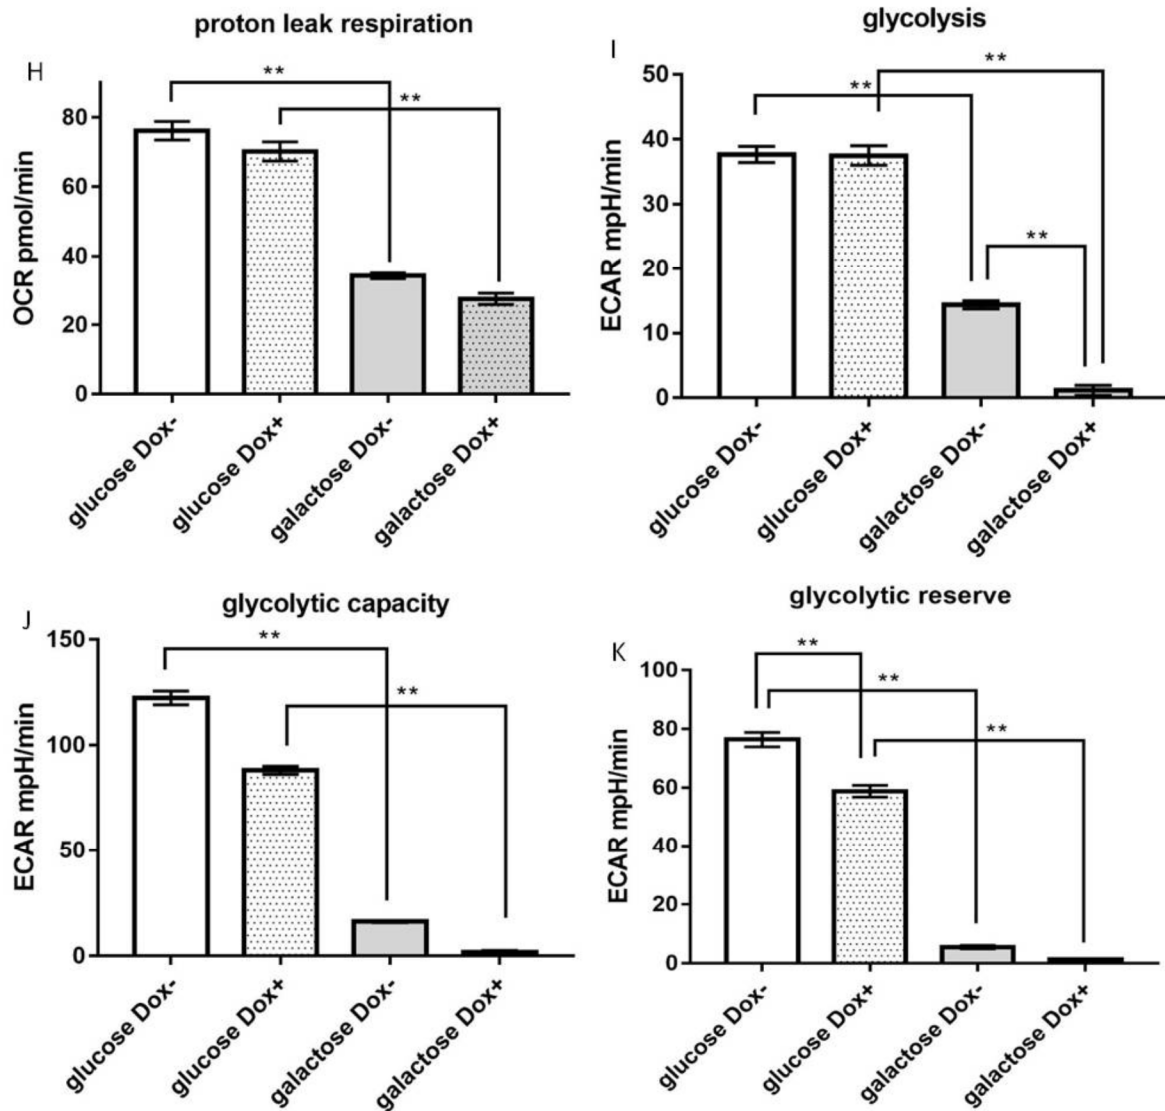 proton leak respiration
H
**
**
OCR pmol/min
80
60
40
20
0
glucose Dox-
glucose Dox+
galactose Dox-
galactose Dox+
glycolysis
I
**
**
**
ECAR mpH/min
50
40
30
20
10
0
glucose Dox-
glucose Dox+
galactose Dox-
galactose Dox+
glycolytic capacity
J
**
**
ECAR mpH/min
150
100
50
0
glucose Dox-
glucose Dox+
galactose Dox-
galactose Dox+
glycolytic reserve
K
**
**
**
ECAR mpH/min
100
80
60
40
20
0
glucose Dox-
glucose Dox+
galactose Dox-
galactose Dox+